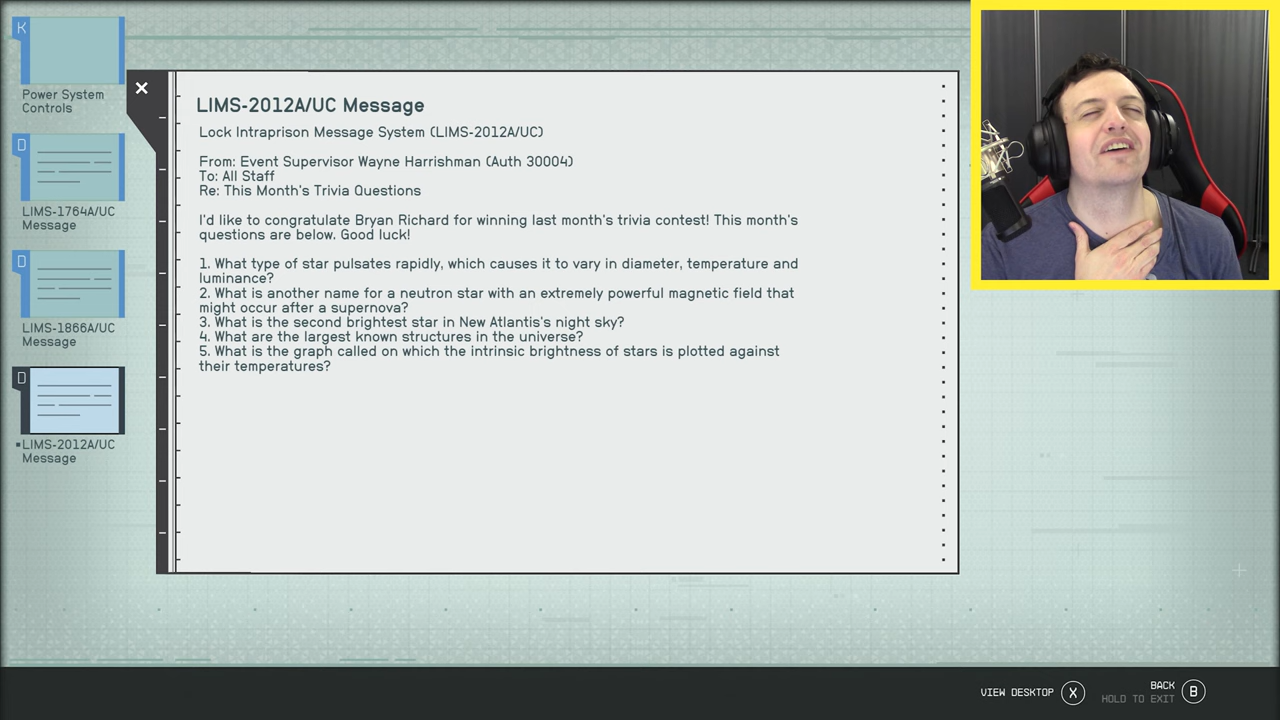 K
Power System
Controls
D
LIMS-1764A/UC
Message
D
LIMS-1866A/UC
Message
D
LIMS-2012A/UC
Message
LIMS-2012A/UC Message
Lock Intraprison Message System (LIMS-2012A/UC)
From: Event Supervisor Wayne Harrishman (Auth 30004)
To: All Staff
Re: This Month's Trivia Questions
I'd like to congratulate Bryan Richard for winning last month's trivia contest! This month's
questions are below. Good luck!
1. What type of star pulsates rapidly, which causes it to vary in diameter, temperature and
luminance?
2. What is another name for a neutron star with an extremely powerful magnetic field that
might occur after a supernova?
3. What is the second brightest star in New Atlantis's night sky?
4. What are the largest known structures in the universe?
5. What is the graph called on which the intrinsic brightness of stars is plotted against
their temperatures?
VIEW DESKTOP X
BACK B
HOLD TO EXIT